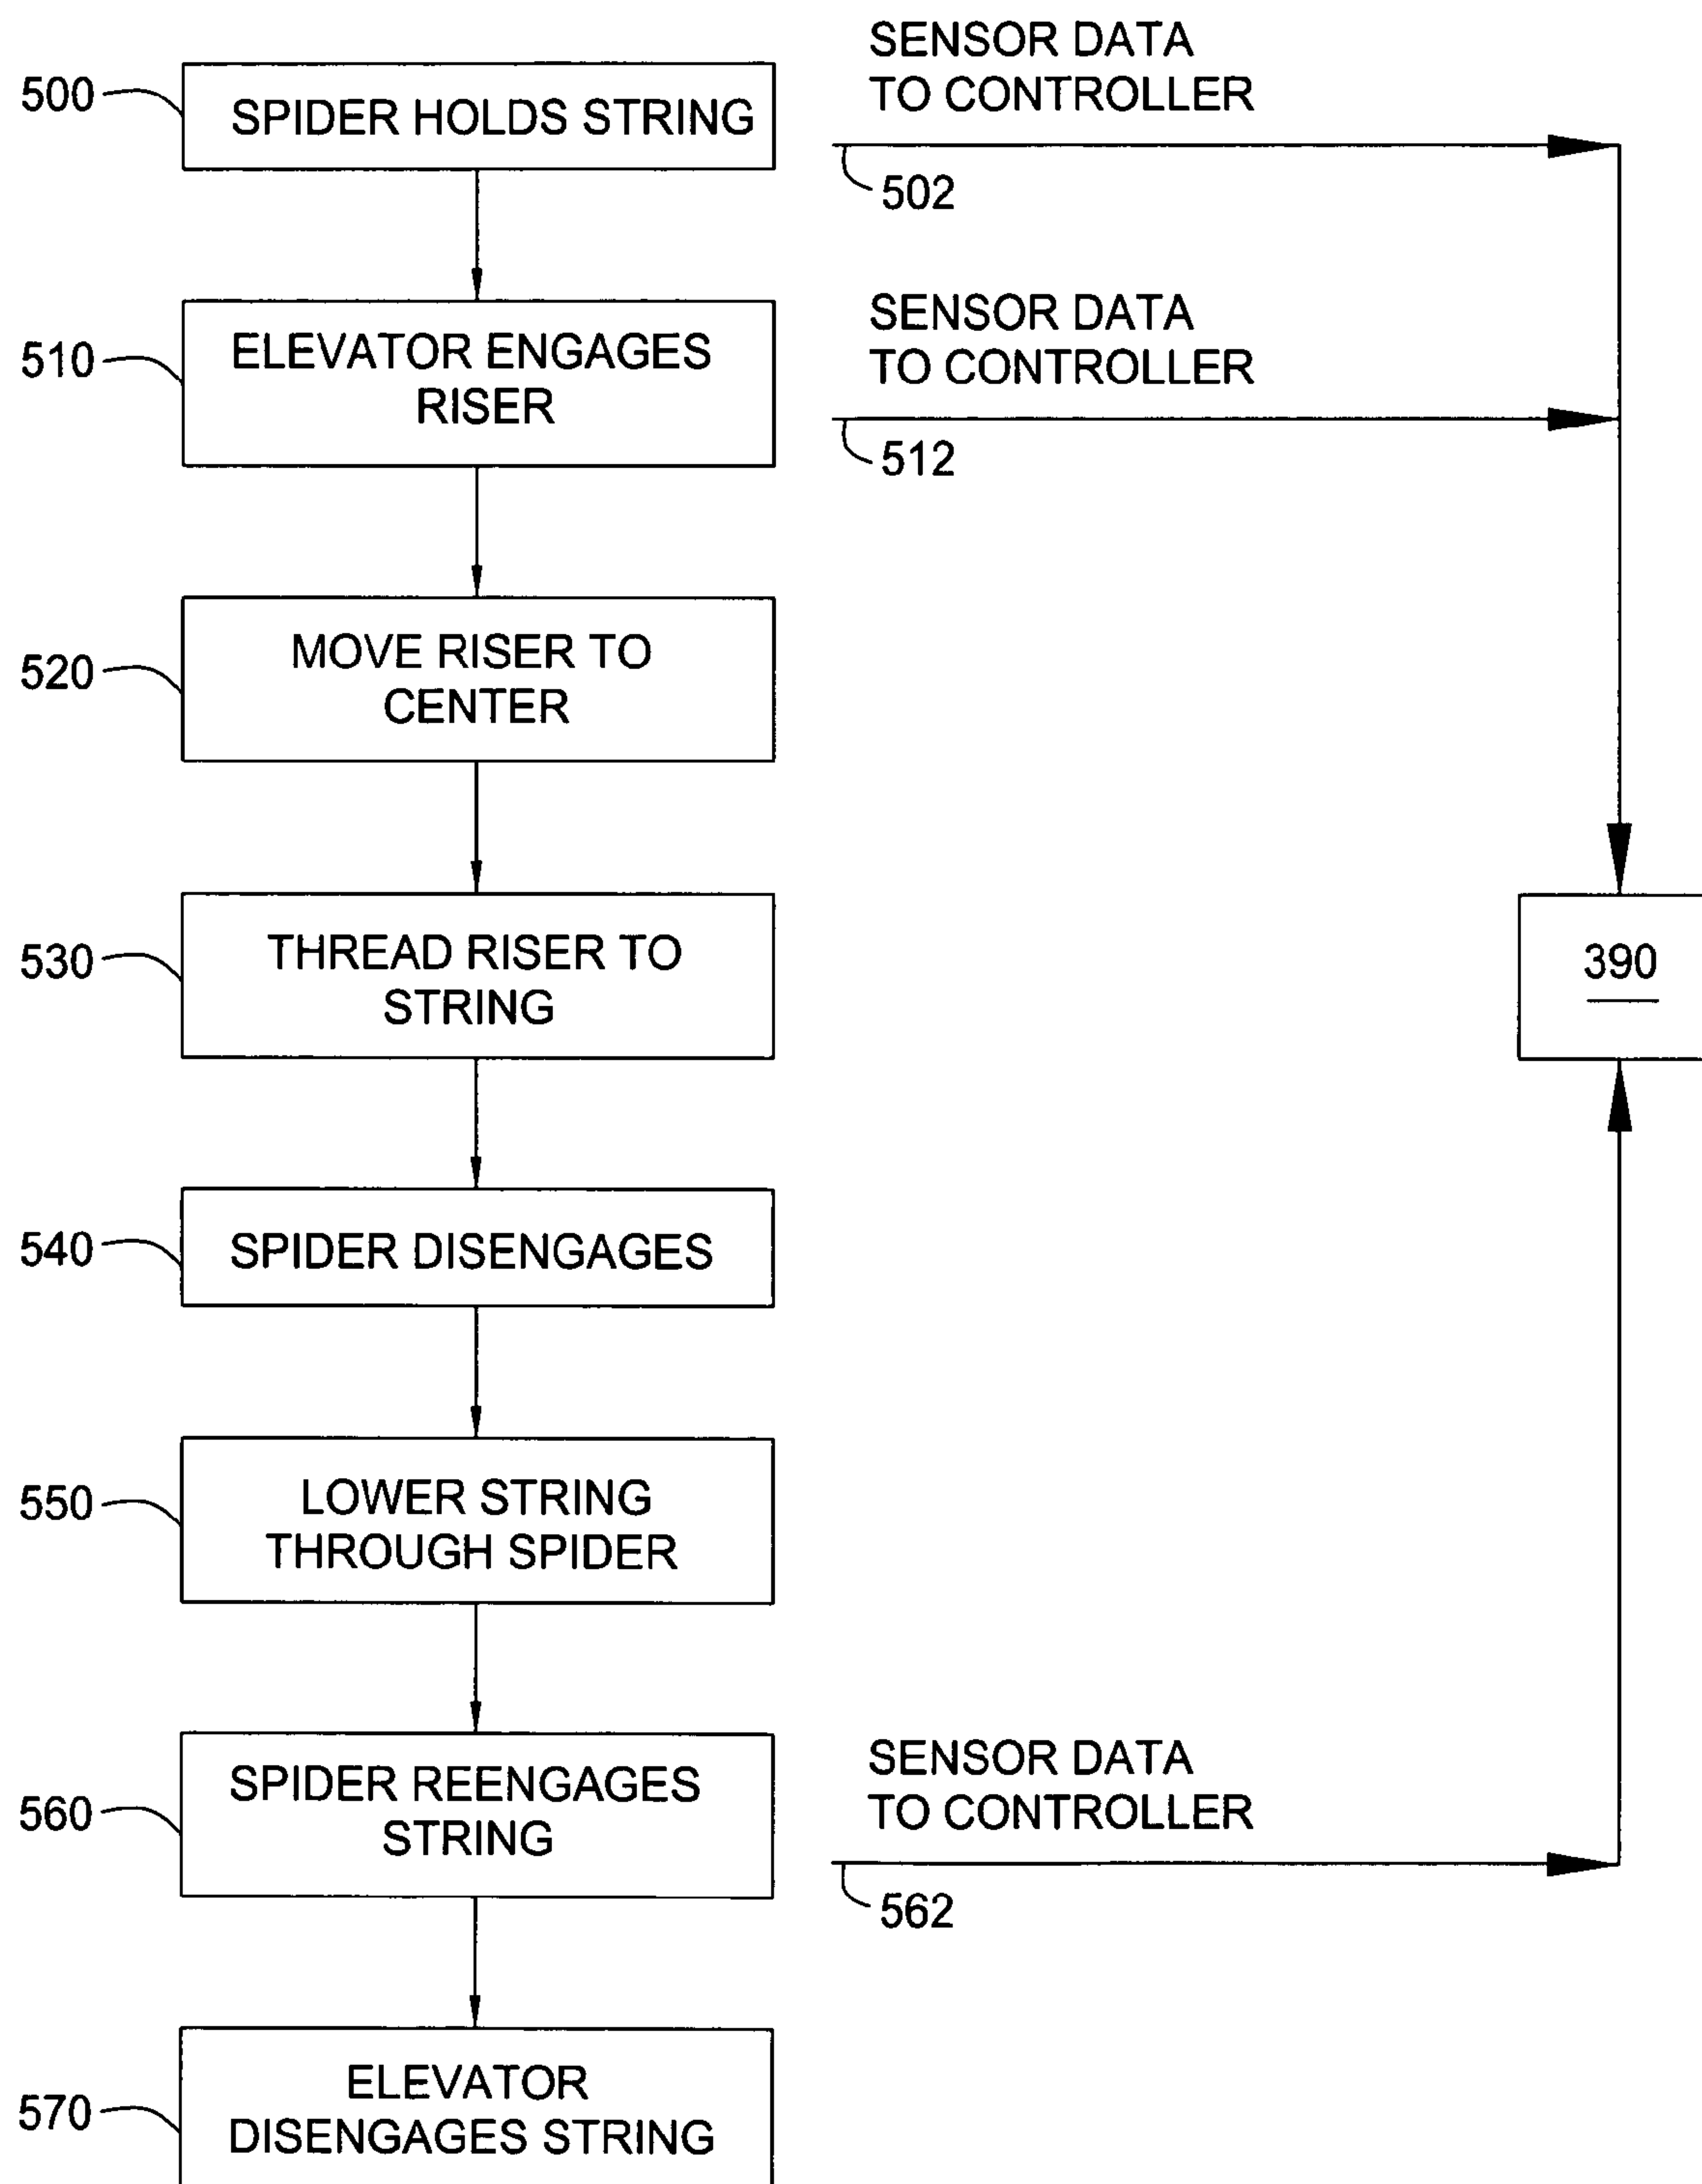 SENSOR DATA
TO CONTROLLER
500
SPIDER HOLDS STRING
502
SENSOR DATA
TO CONTROLLER
510
ELEVATOR ENGAGES
RISER
512
520
MOVE RISER TO
CENTER
530
THREAD RISER TO
STRING
390
540
SPIDER DISENGAGES
550
LOWER STRING
THROUGH SPIDER
560
SPIDER REENGAGES
STRING
SENSOR DATA
TO CONTROLLER
562
570
ELEVATOR
DISENGAGES STRING